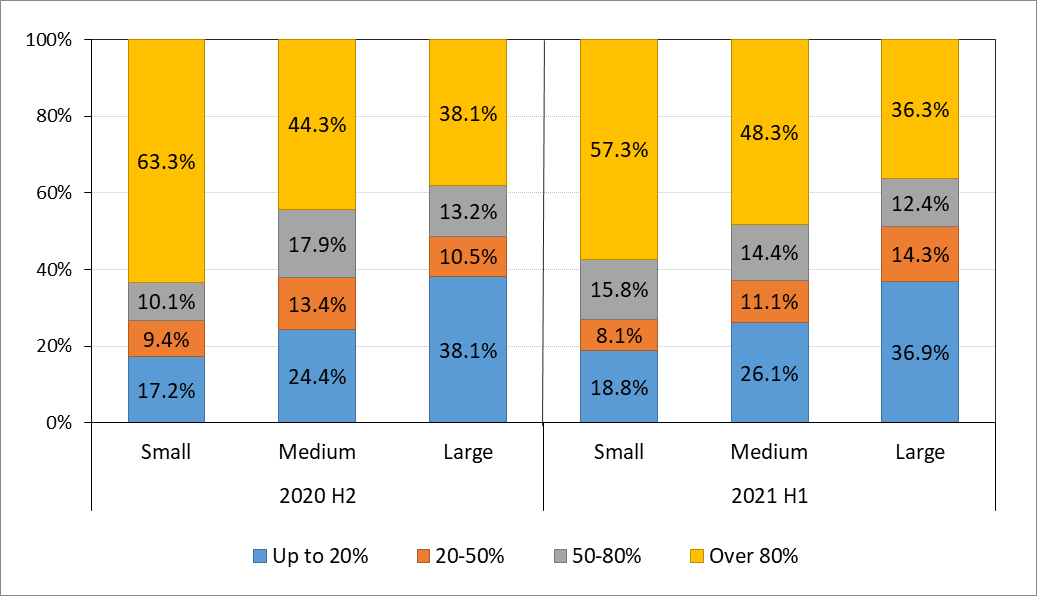 100%
80%
60%
40%
20%
0%
63.3% 44.3% 38.1% 57.3% 48.3% 36.3%
10.1% 17.9% 13.2% 15.8% 14.4% 12.4%
9.4% 13.4% 10.5% 8.1% 11.1% 14.3%
17.2% 24.4% 38.1% 18.8% 26.1% 36.9%
Small Medium Large Small Medium Large
2020 H2 2021 H1
Up to 20% 20-50% 50-80% Over 80%